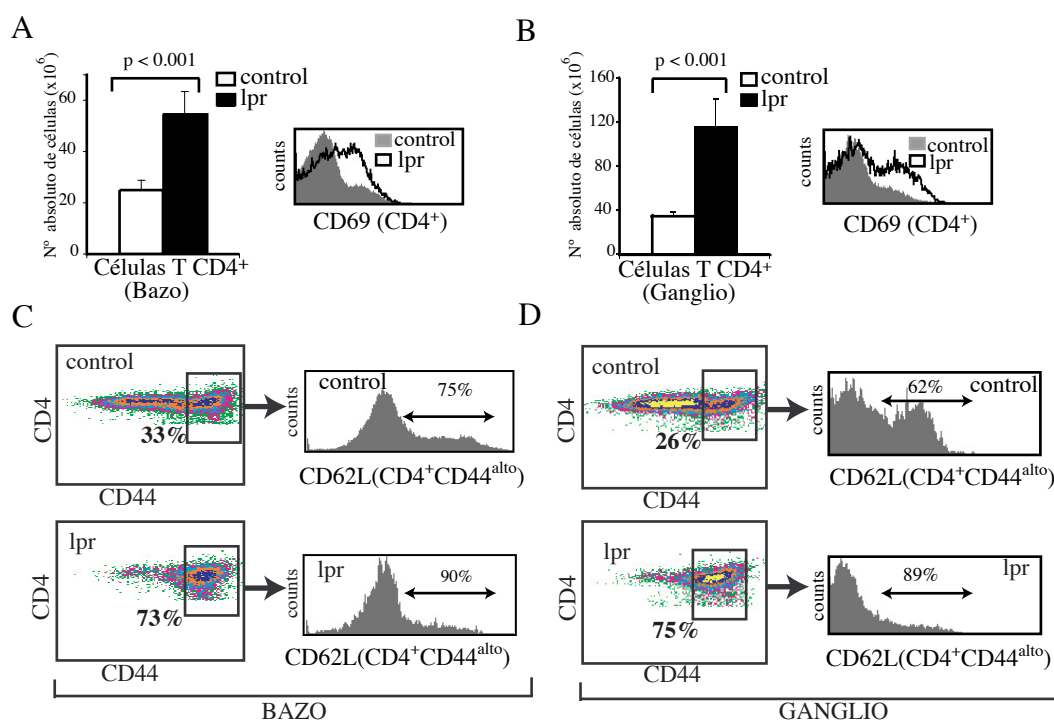 A
p < 0.001
control
lpr
Nº absoluto de células (x10⁶)
60
40
20
0
Células T CD4⁺
(Bazo)
counts
control
lpr
CD69 (CD4⁺)
B
p < 0.001
control
lpr
Nº absoluto de células (x10⁶)
160
120
80
40
0
Células T CD4⁺
(Ganglio)
counts
control
lpr
CD69 (CD4⁺)
C
control
CD4
33%
CD44
control
75%
counts
CD62L(CD4⁺CD44ᵃˡᵗᵒ)
lpr
CD4
73%
CD44
lpr
90%
counts
CD62L(CD4⁺CD44ᵃˡᵗᵒ)
BAZO
D
control
CD4
26%
CD44
62%
control
counts
CD62L(CD4⁺CD44ᵃˡᵗᵒ)
lpr
CD4
75%
CD44
89%
lpr
counts
CD62L(CD4⁺CD44ᵃˡᵗᵒ)
GANGLIO